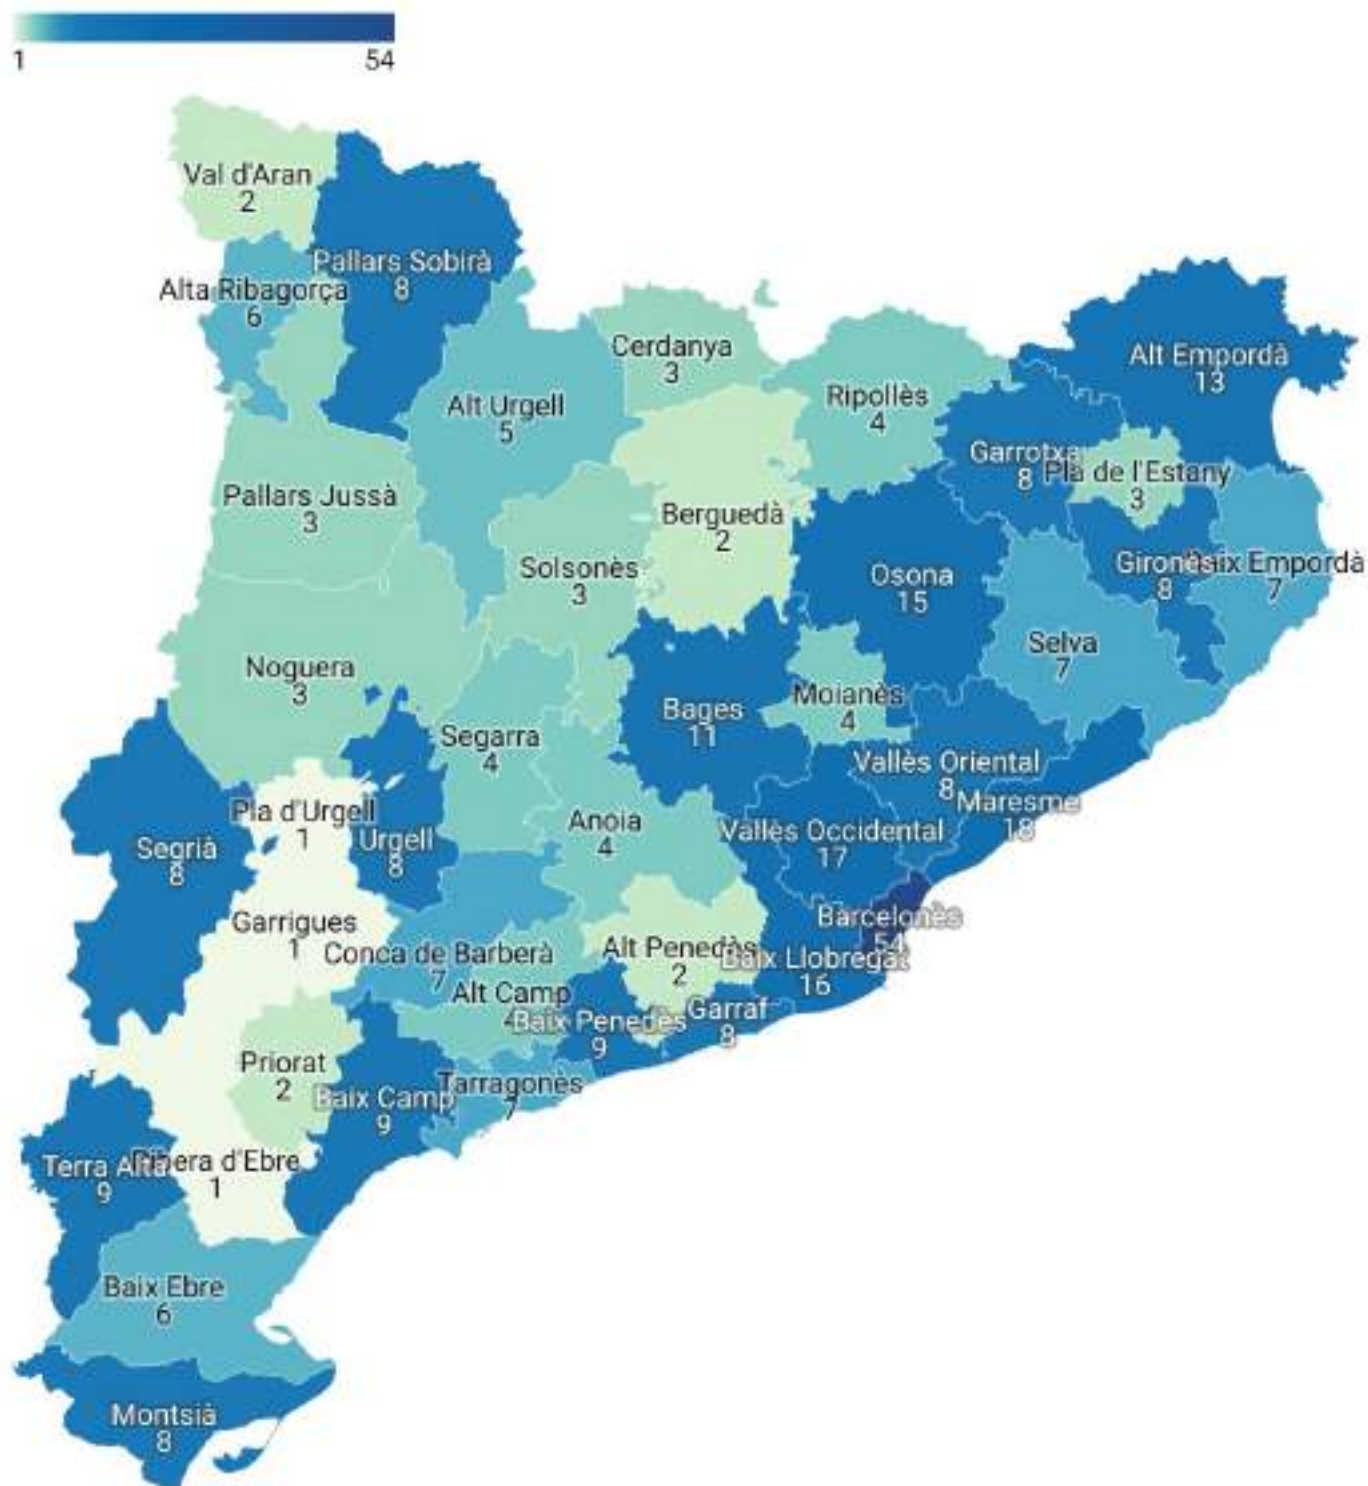 1 54
Val d'Aran
2
Pallars Sobirà
8
Alta Ribagorça
6
Cerdanya
3
Alt Empordà
13
Ripollès
4
Alt Urgell
5
Garrotxa
8
Pla de l'Estany
3
Pallars Jussà
3
Berguedà
2
Solsonès
3
Osona
15
Gironès
8
Baix Empordà
7
Selva
7
Noguera
3
Moianès
4
Bages
11
Segarra
4
Vallès Oriental
8
Maresme
18
Pla d'Urgell
1
Urgell
8
Anoia
4
Vallès Occidental
17
Segrià
8
Barcelonès
54
Garrigues
1
Conca de Barberà
7
Alt Penedès
2
Baix Llobregat
16
Alt Camp
4
Baix Penedès
9
Garraf
8
Priorat
2
Baix Camp
9
Tarragonès
7
Terra Alta
9
Ribera d'Ebre
1
Baix Ebre
6
Montsià
8